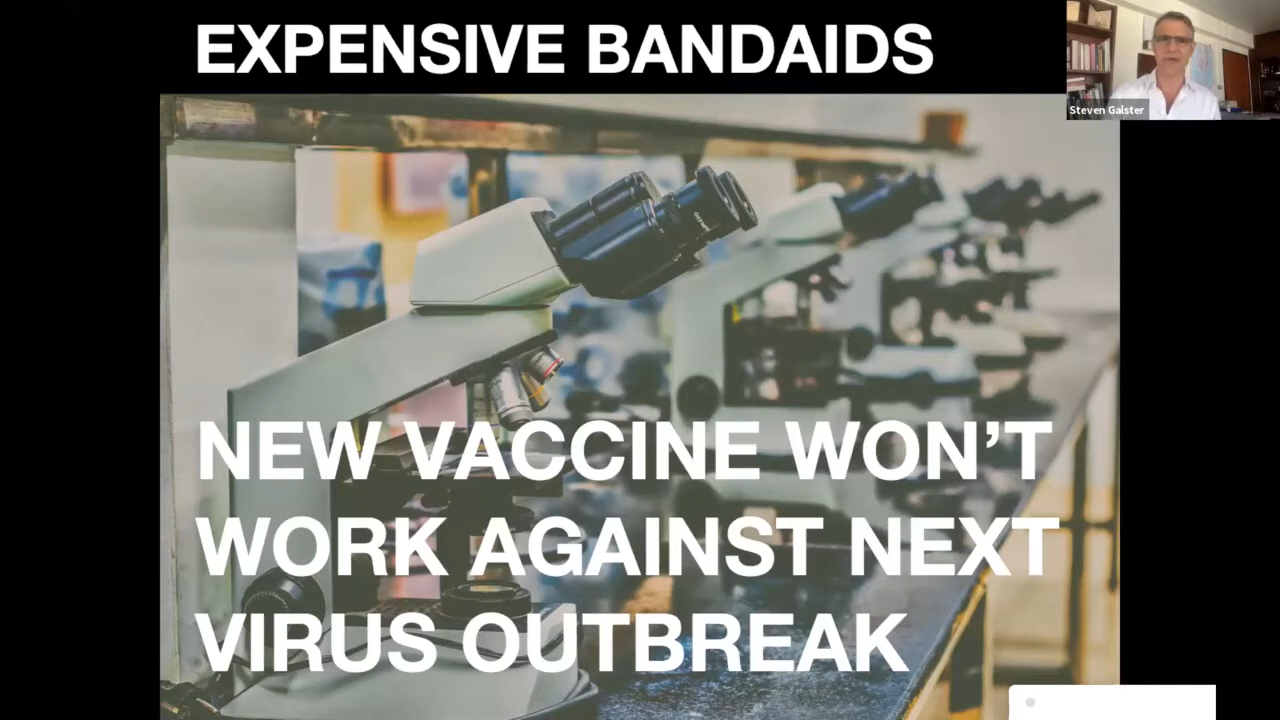 EXPENSIVE BANDAIDS
Steven Galster
NEW VACCINE WON’T
WORK AGAINST NEXT
VIRUS OUTBREAK